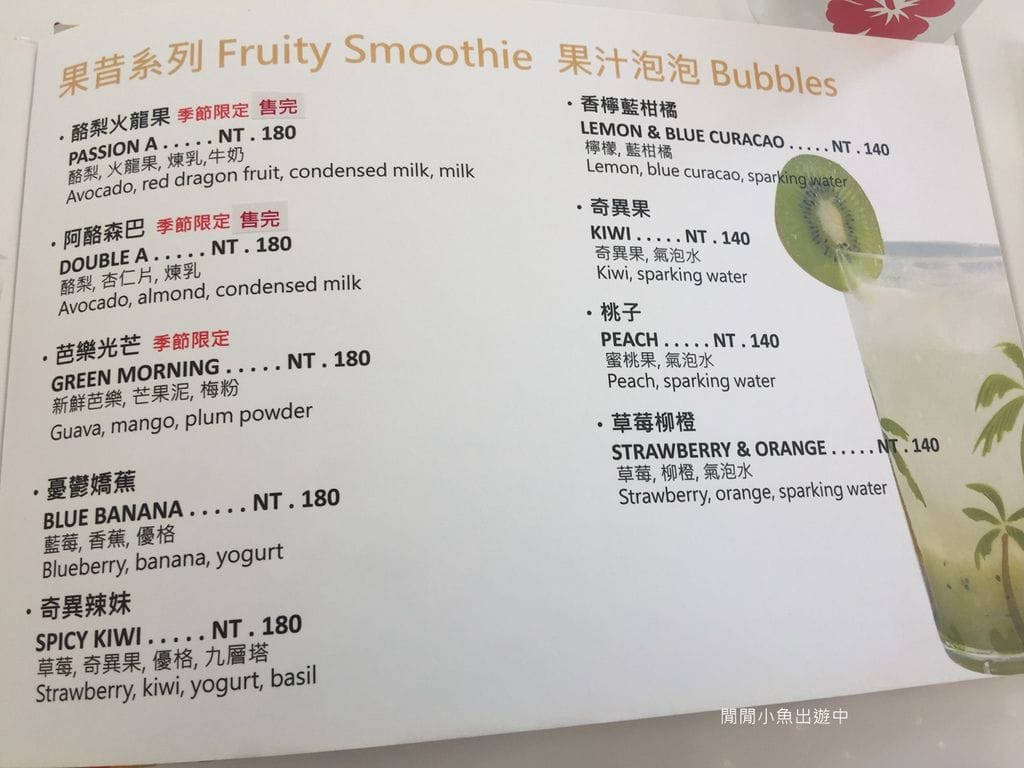 果昔系列 Fruity Smoothie
・酪梨火龍果 季節限定 售完
PASSION A . . . . . NT . 180
酪梨, 火龍果, 煉乳,牛奶
Avocado, red dragon fruit, condensed milk, milk
・阿酪森巴 季節限定 售完
DOUBLE A . . . . . NT . 180
酪梨, 杏仁片, 煉乳
Avocado, almond, condensed milk
・芭樂光芒 季節限定
GREEN MORNING . . . . . NT . 180
新鮮芭樂, 芒果泥, 梅粉
Guava, mango, plum powder
・憂鬱嬌蕉
BLUE BANANA . . . . . NT . 180
藍莓, 香蕉, 優格
Blueberry, banana, yogurt
・奇異辣妹
SPICY KIWI . . . . . NT . 180
草莓, 奇異果, 優格, 九層塔
Strawberry, kiwi, yogurt, basil
果汁泡泡 Bubbles
・香檸藍柑橘
LEMON & BLUE CURACAO . . . . . NT . 140
檸檬, 藍柑橘
Lemon, blue curacao, sparking water
・奇異果
KIWI . . . . . NT . 140
奇異果, 氣泡水
Kiwi, sparking water
・桃子
PEACH . . . . . NT . 140
蜜桃果, 氣泡水
Peach, sparking water
・草莓柳橙
STRAWBERRY & ORANGE . . . . . NT . 140
草莓, 柳橙, 氣泡水
Strawberry, orange, sparking water
閒閒小魚出遊中